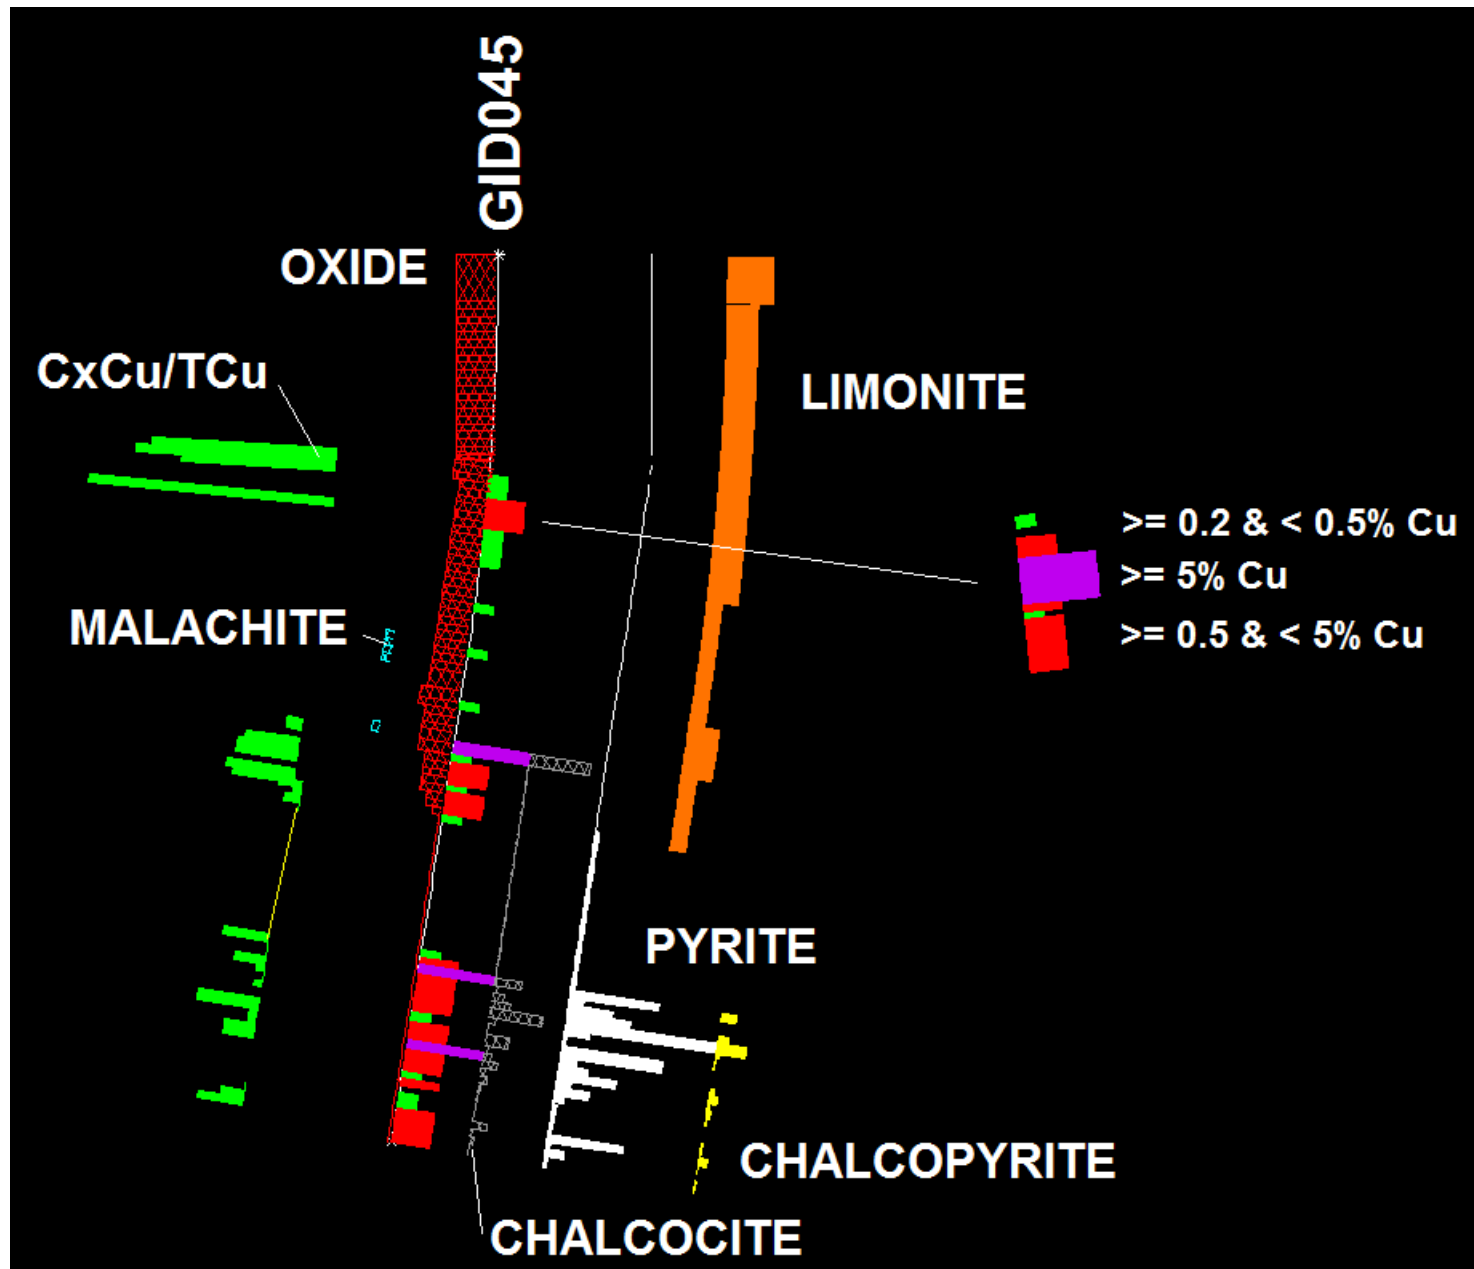 GID045
OXIDE
CxCu/TCu
LIMONITE
>= 0.2 & < 0.5% Cu
>= 5% Cu
>= 0.5 & < 5% Cu
MALACHITE
PYRITE
CHALCOPYRITE
CHALCOCITE